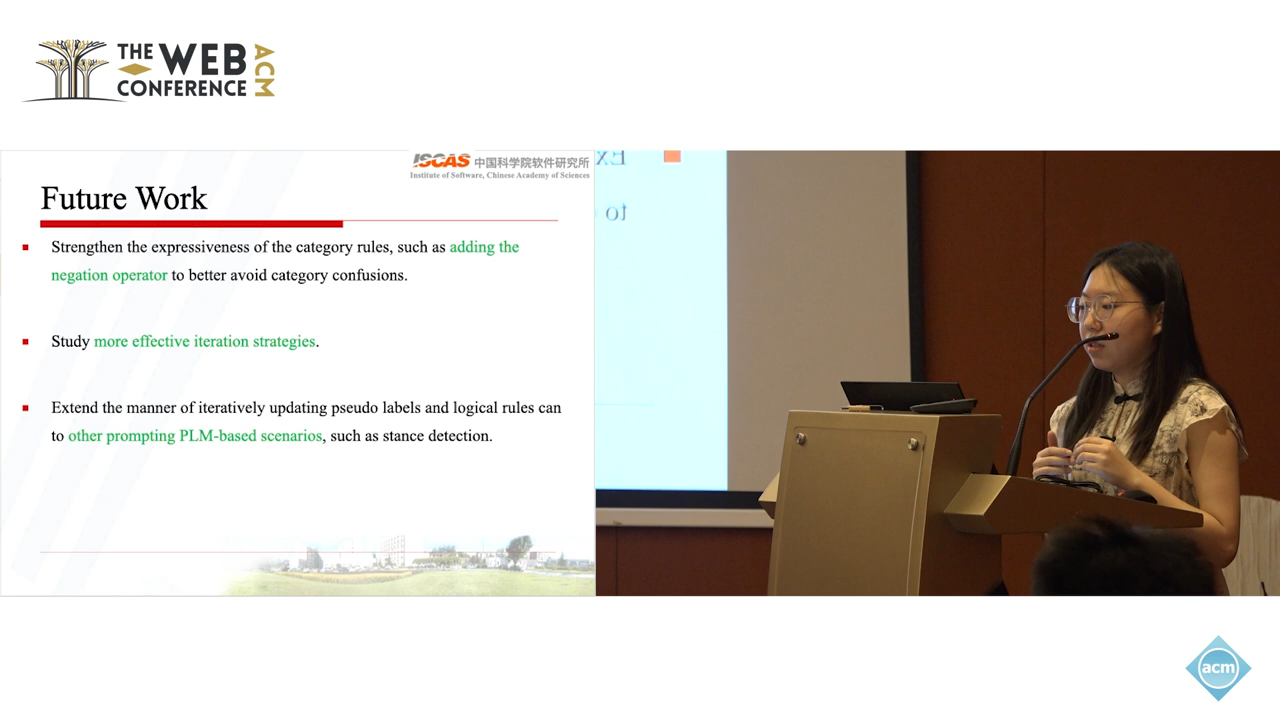 THE WEB CONFERENCE ACM
ISCAS 中国科学院软件研究所
Institute of Software, Chinese Academy of Sciences
Future Work
Strengthen the expressiveness of the category rules, such as adding the
negation operator to better avoid category confusions.
Study more effective iteration strategies.
Extend the manner of iteratively updating pseudo labels and logical rules can
to other prompting PLM-based scenarios, such as stance detection.
Ex
to
acm